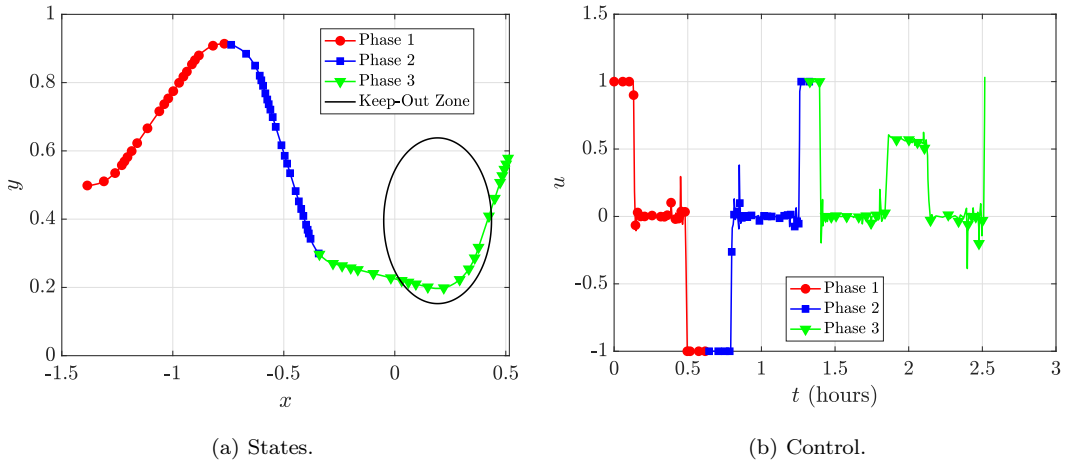 1
0.8
0.6
0.4
0.2
0
-1.5
-1
-0.5
0
0.5
y
x
Phase 1
Phase 2
Phase 3
Keep-Out Zone
(a) States.
1
0.5
0
-0.5
-1
0
0.5
1
1.5
2
2.5
3
u
t (hours)
Phase 1
Phase 2
Phase 3
(b) Control.